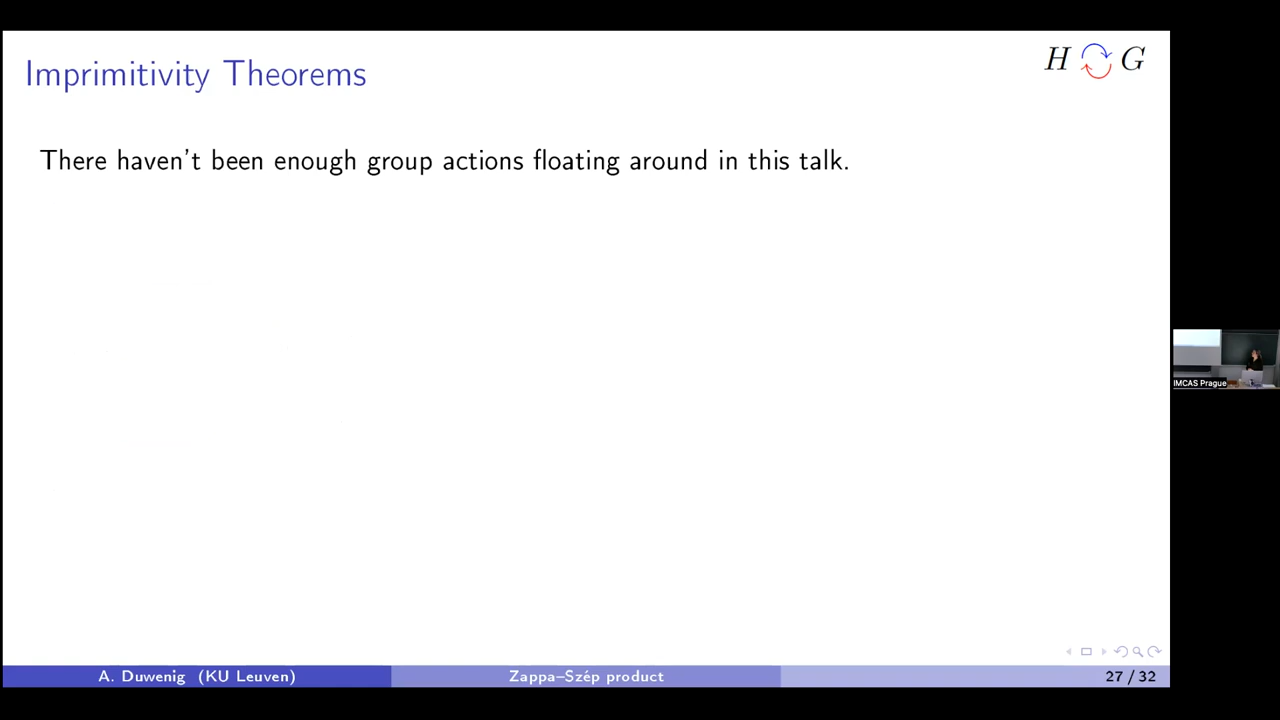 Imprimitivity Theorems
H G
There haven't been enough group actions floating around in this talk.
IMCAS Prague
A. Duwenig (KU Leuven)
Zappa–Szép product
27 / 32